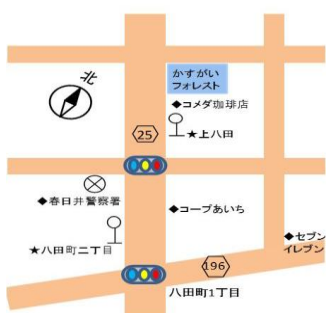 かすがい
フォレスト
北
◆コメダ珈琲店
25
★上八田
◆春日井警察署
◆コープあいち
★八田町二丁目
◆セブン
イレブン
196
八田町1丁目